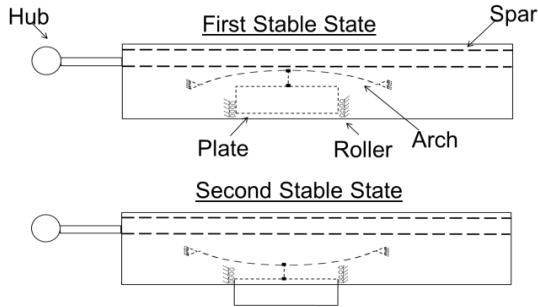 First Stable State
Hub
Spar
Plate
Roller
Arch
Second Stable State